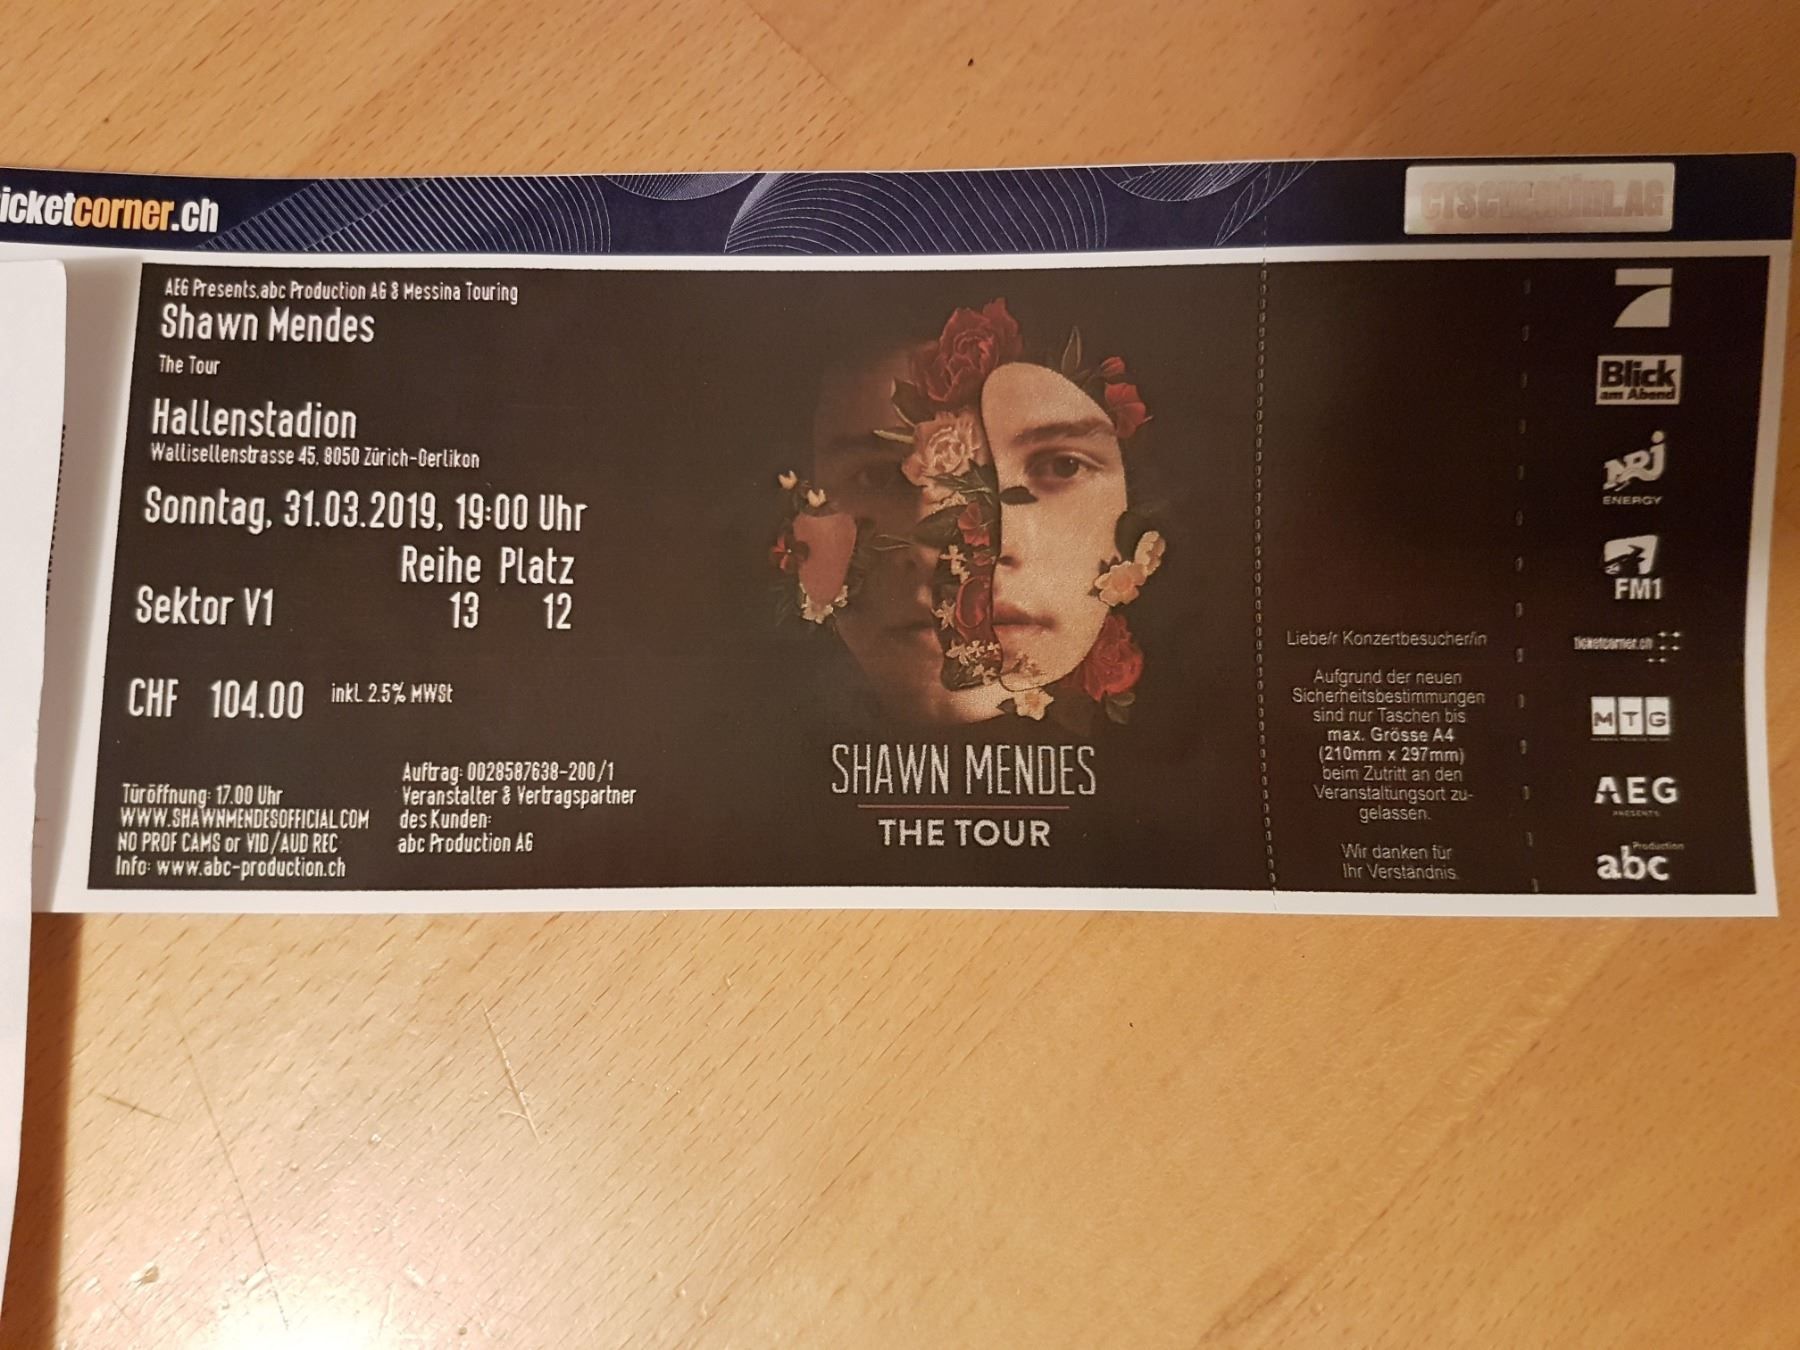 icketcorner.ch
AEG Presents,abc Production AG & Messina Touring
Shawn Mendes
The Tour
Hallenstadion
Wallisellenstrasse 45, 8050 Zürich-Oerlikon
Sonntag, 31.03.2019, 19:00 Uhr
Reihe Platz
Sektor V1 13 12
CHF 104.00 inkl. 2.5% MWSt
Türöffnung: 17.00 Uhr
WWW.SHAWNMENDESOFFICIAL.COM
NO PROF CAMS or VID/AUD REC
Info: www.abc-production.ch
Auftrag: 0028587638-200/1
Veranstalter & Vertragspartner
des Kunden:
abc Production AG
SHAWN MENDES
THE TOUR
Liebe/r Konzertbesucher/in
Aufgrund der neuen
Sicherheitsbestimmungen
sind nur Taschen bis
max. Grösse A4
(210mm x 297mm)
beim Zutritt an den
Veranstaltungsort zu-
gelassen.
Wir danken für
Ihr Verständnis.
Blick
am Abend
NRJ
ENERGY
FM1
ticketcorner.ch
MTG
AEG
PRESENTS
abc Production